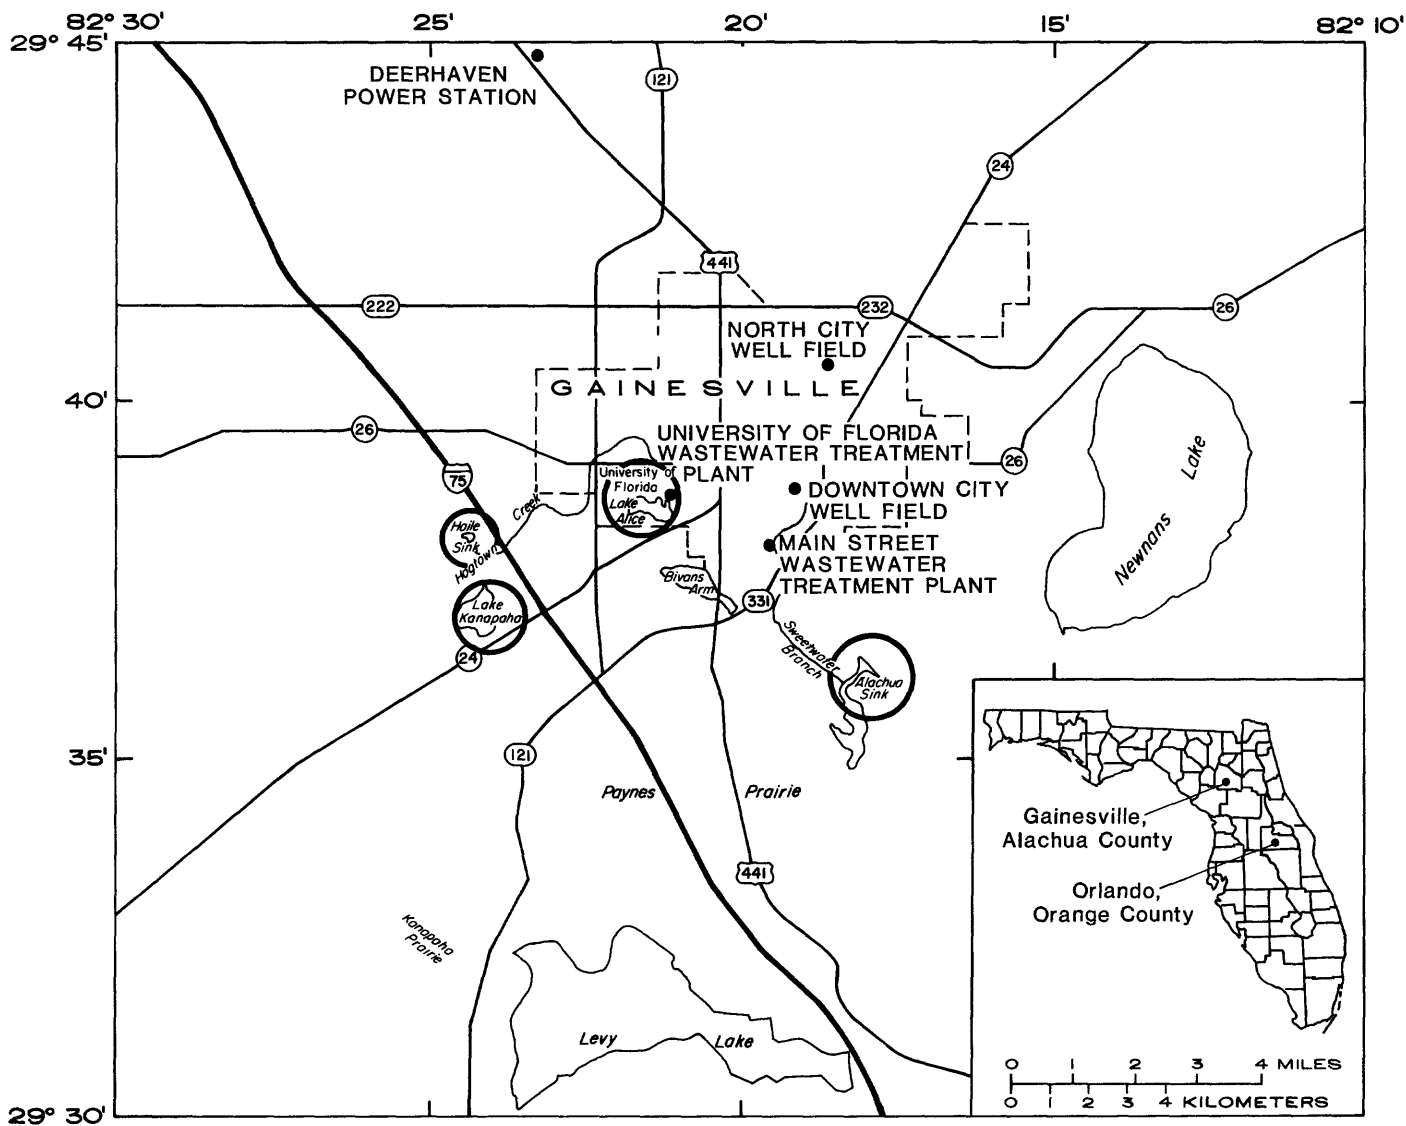 82° 30'
25'
20'
15'
82° 10'
29° 45'
DEERHAVEN
POWER STATION
121
24
441
222
232
26
NORTH CITY
WELL FIELD
GAINESVILLE
40'
26
UNIVERSITY OF FLORIDA
WASTEWATER TREATMENT
PLANT
26
75
University of
Florida
Lake
Alice
DOWNTOWN CITY
WELL FIELD
Creek
Hogtown
Haile
Sink
MAIN STREET
WASTEWATER
TREATMENT PLANT
Bivans
Arm
331
Lake
Kanapaha
24
Sweetwater
Branch
Alachua
Sink
Newnans
Lake
35'
121
Paynes
Prairie
441
Kanapaha
Prairie
Levy
Lake
29° 30'
Gainesville,
Alachua County
Orlando,
Orange County
0 1 2 3 4 MILES
0 1 2 3 4 KILOMETERS